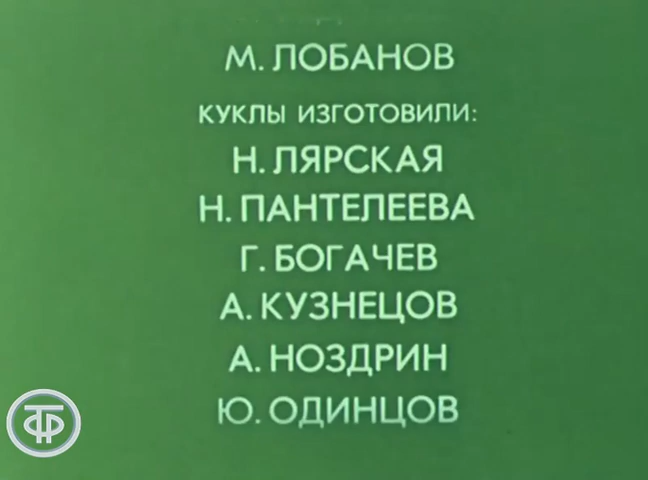 М. ЛОБАНОВ
КУКЛЫ ИЗГОТОВИЛИ:
Н. ЛЯРСКАЯ
Н. ПАНТЕЛЕЕВА
Г. БОГАЧЕВ
А. КУЗНЕЦОВ
А. НОЗДРИН
Ю. ОДИНЦОВ